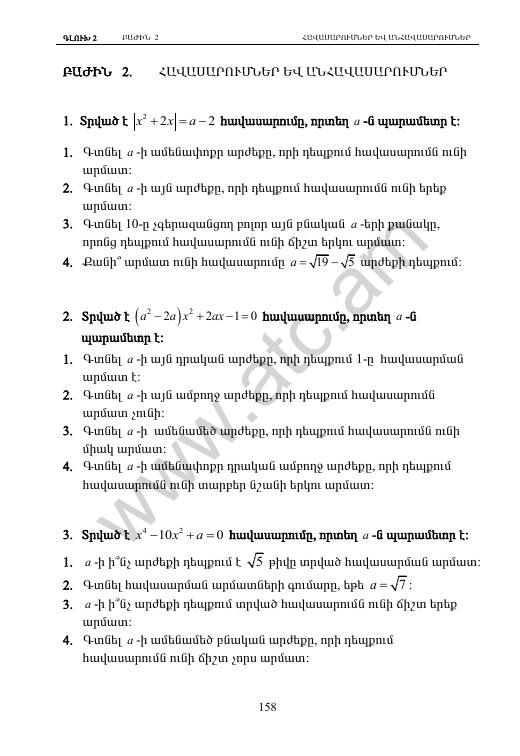 ԳԼՈՒԽ 2 ԲԱԺԻՆ 2 ՀԱՎԱՍԱՐՈՒՄՆԵՐ ԵՎ ԱՆՀԱՎԱՍԱՐՈՒՄՆԵՐ
ԲԱԺԻՆ 2. ՀԱՎԱՍԱՐՈՒՄՆԵՐ ԵՎ ԱՆՀԱՎԱՍԱՐՈՒՄՆԵՐ
1. Տրված է |x² + 2x| = a − 2 հավասարումը, որտեղ a -ն պարամետր է:
1. Գտնել a -ի ամենափոքր արժեքը, որի դեպքում հավասարումն ունի
արմատ:
2. Գտնել a -ի այն արժեքը, որի դեպքում հավասարումն ունի երեք
արմատ:
3. Գտնել 10-ը չգերազանցող բոլոր այն բնական a -երի քանակը,
որոնց դեպքում հավասարումն ունի ճիշտ երկու արմատ:
4. Քանի՞ արմատ ունի հավասարումը a = √19 − √5 արժեքի դեպքում:
2. Տրված է (a² − 2a)x² + 2ax − 1 = 0 հավասարումը, որտեղ a -ն
պարամետր է:
1. Գտնել a -ի այն դրական արժեքը, որի դեպքում 1-ը հավասարման
արմատ է:
2. Գտնել a -ի այն ամբողջ արժեքը, որի դեպքում հավասարումն
արմատ չունի:
3. Գտնել a -ի ամենամեծ արժեքը, որի դեպքում հավասարումն ունի
միակ արմատ:
4. Գտնել a -ի ամենափոքր դրական ամբողջ արժեքը, որի դեպքում
հավասարումն ունի տարբեր նշանի երկու արմատ:
3. Տրված է x⁴ − 10x² + a = 0 հավասարումը, որտեղ a -ն պարամետր է:
1. a -ի ի՞նչ արժեքի դեպքում է √5 թիվը տրված հավասարման արմատ:
2. Գտնել հավասարման արմատների գումարը, եթե a = √7 :
3. a -ի ի՞նչ արժեքի դեպքում տրված հավասարումն ունի ճիշտ երեք
արմատ:
4. Գտնել a -ի ամենամեծ բնական արժեքը, որի դեպքում
հավասարումն ունի ճիշտ չորս արմատ:
158
www.atc.am